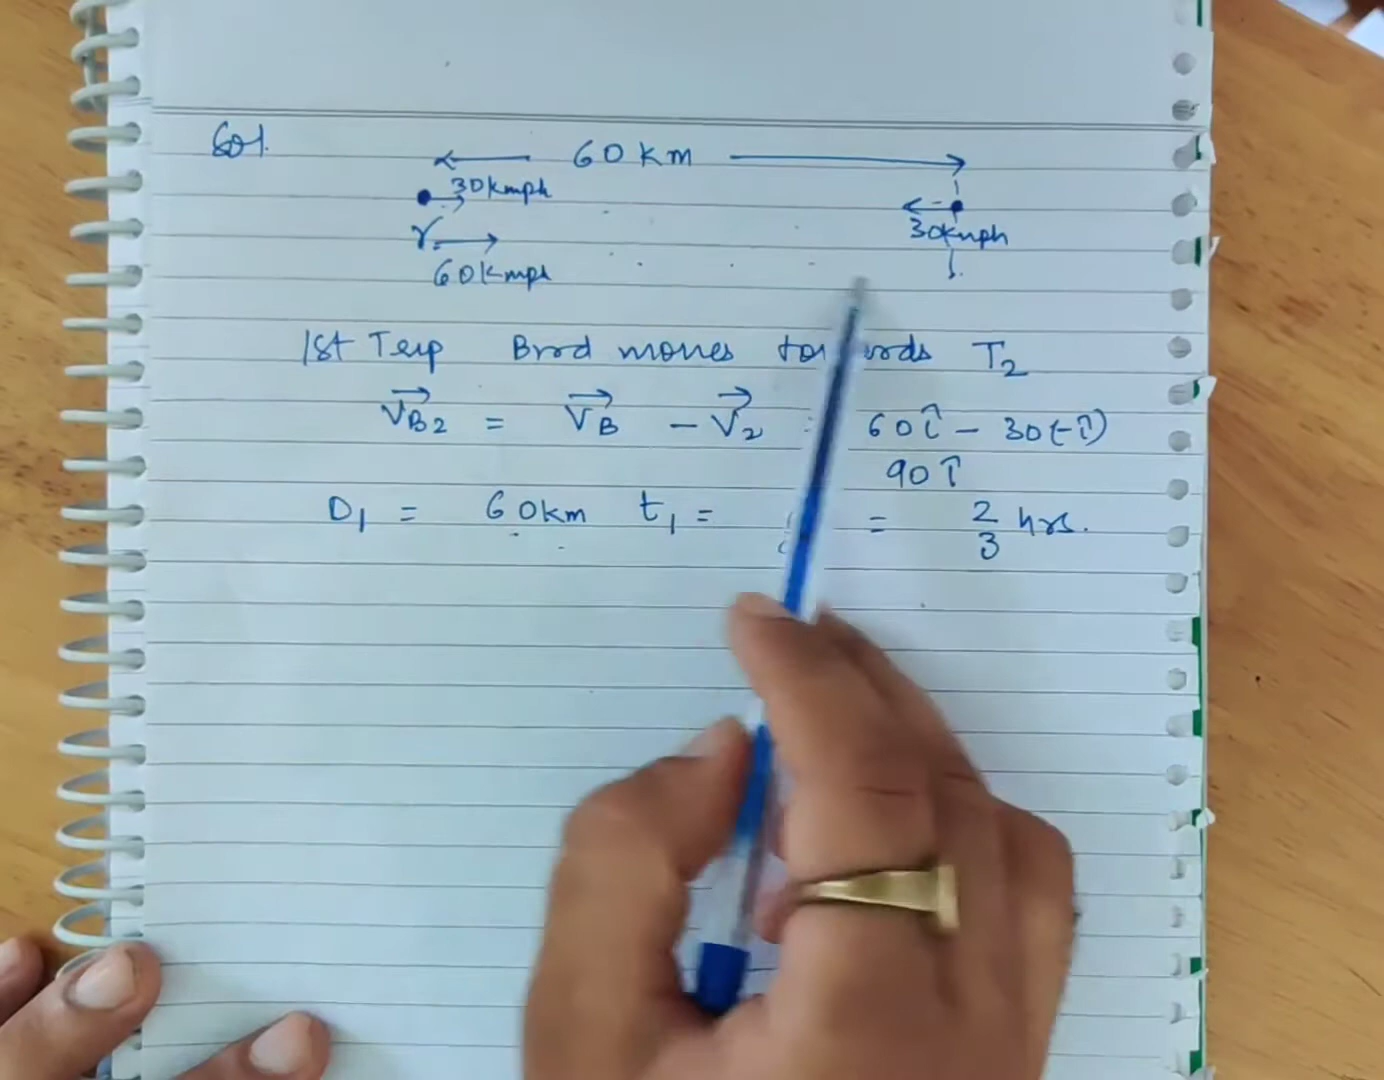 Sol.
60 km
30kmph
30kmph
60kmph
1st Trip Bird moves towards T2
VB2 = VB - V2 60î - 30(-î)
90î
D1 = 60km t1 = = 2/3 hrs.